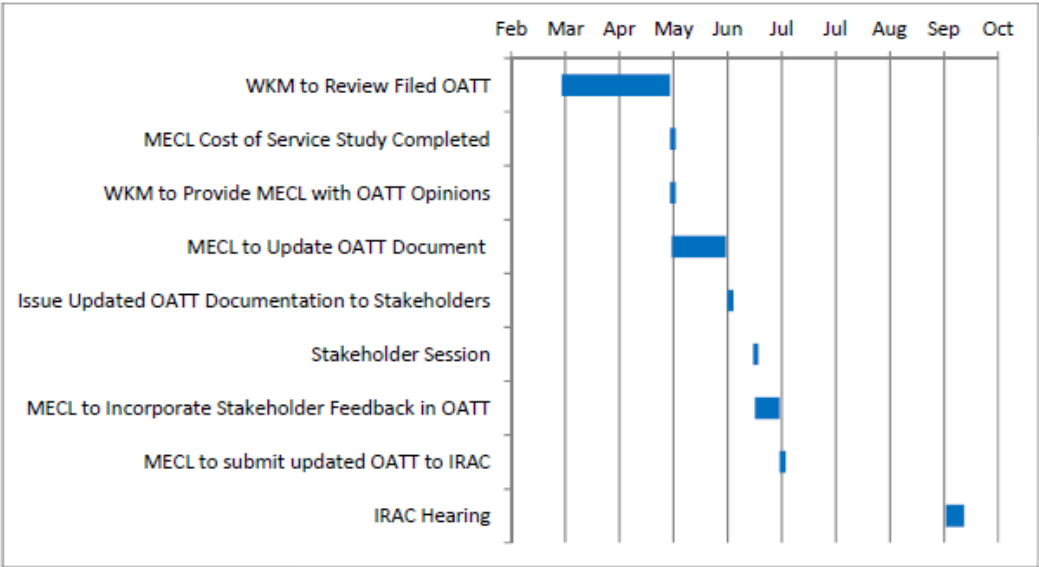 Feb Mar Apr May Jun Jul Jul Aug Sep Oct
WKM to Review Filed OATT
MECL Cost of Service Study Completed
WKM to Provide MECL with OATT Opinions
MECL to Update OATT Document
Issue Updated OATT Documentation to Stakeholders
Stakeholder Session
MECL to Incorporate Stakeholder Feedback in OATT
MECL to submit updated OATT to IRAC
IRAC Hearing